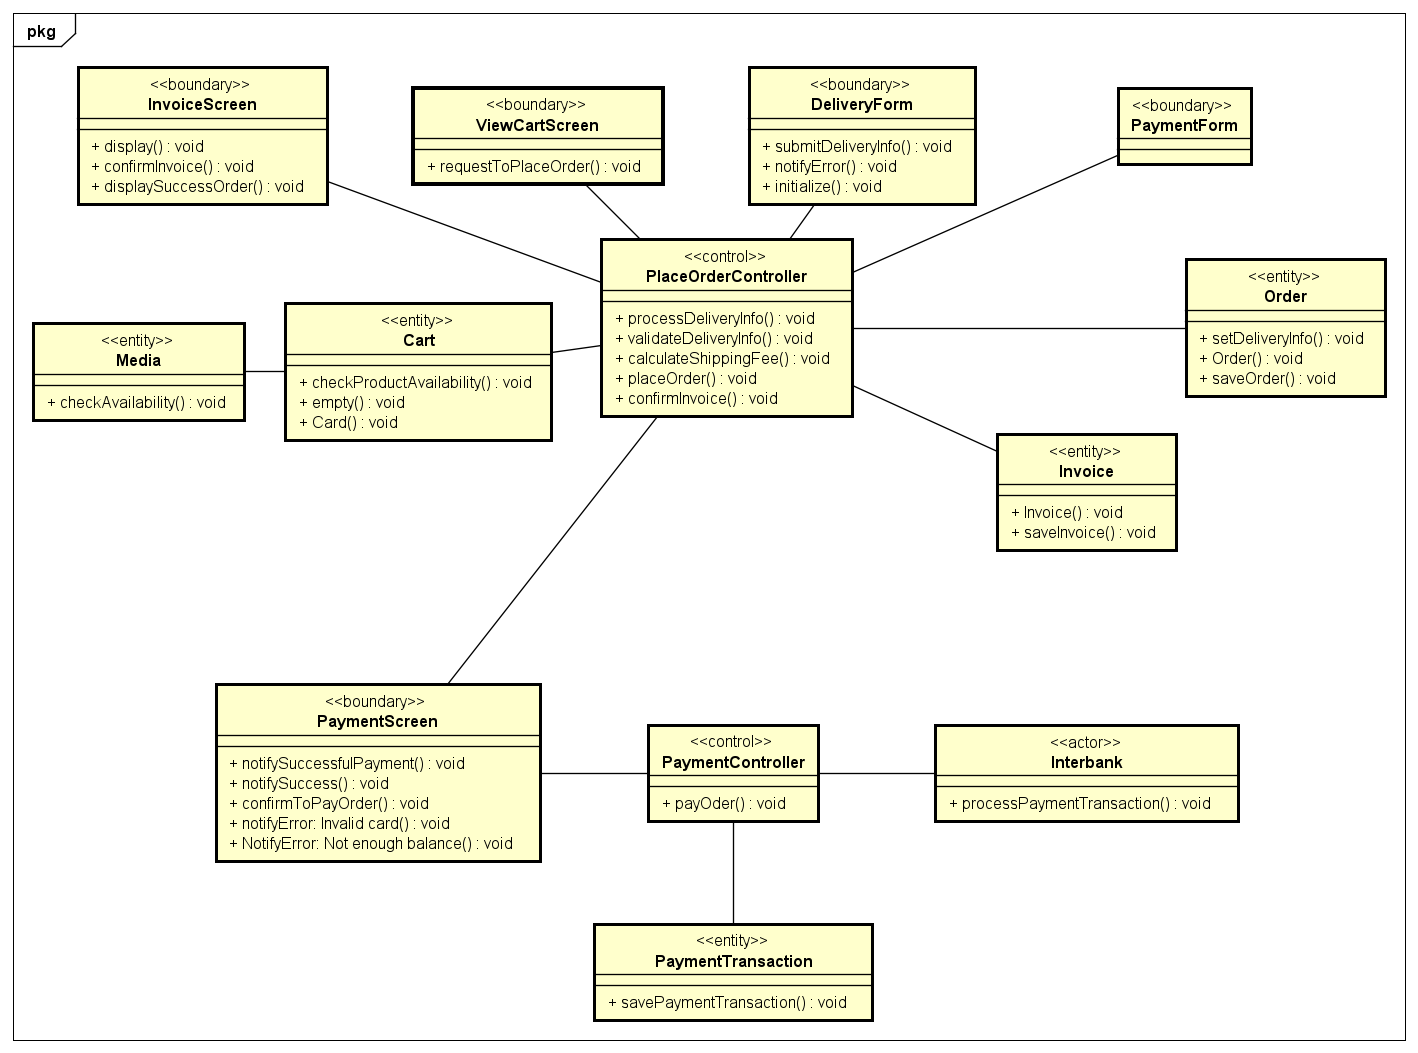 pkg
<<boundary>>
InvoiceScreen
+ display() : void
+ confirmInvoice() : void
+ displaySuccessOrder() : void
<<boundary>>
ViewCartScreen
+ requestToPlaceOrder() : void
<<boundary>>
DeliveryForm
+ submitDeliveryInfo() : void
+ notifyError() : void
+ initialize() : void
<<boundary>>
PaymentForm
<<control>>
PlaceOrderController
+ processDeliveryInfo() : void
+ validateDeliveryInfo() : void
+ calculateShippingFee() : void
+ placeOrder() : void
+ confirmInvoice() : void
<<entity>>
Order
+ setDeliveryInfo() : void
+ Order() : void
+ saveOrder() : void
<<entity>>
Media
+ checkAvailability() : void
<<entity>>
Cart
+ checkProductAvailability() : void
+ empty() : void
+ Card() : void
<<entity>>
Invoice
+ Invoice() : void
+ saveInvoice() : void
<<boundary>>
PaymentScreen
+ notifySuccessfulPayment() : void
+ notifySuccess() : void
+ confirmToPayOrder() : void
+ notifyError: Invalid card() : void
+ NotifyError: Not enough balance() : void
<<control>>
PaymentController
+ payOder() : void
<<actor>>
Interbank
+ processPaymentTransaction() : void
<<entity>>
PaymentTransaction
+ savePaymentTransaction() : void